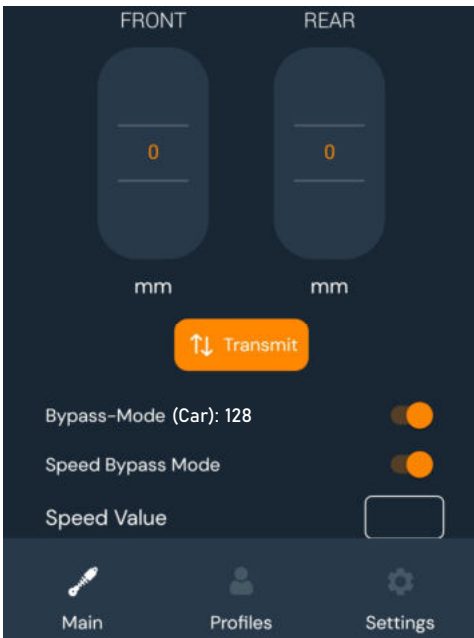 FRONT REAR
0 0
mm mm
Transmit
Bypass-Mode (Car): 128
Speed Bypass Mode
Speed Value
Main Profiles Settings